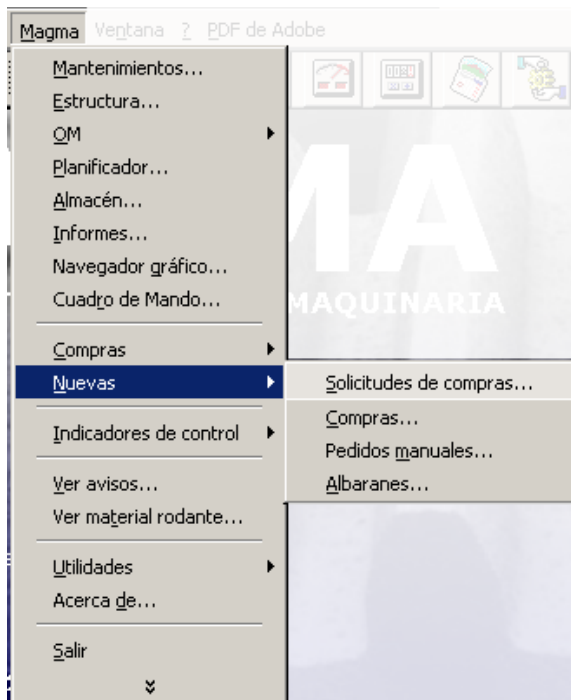 Magma Ventana ? PDF de Adobe
Mantenimientos...
Estructura...
OM
Planificador...
Almacén...
Informes...
Navegador gráfico...
Cuadro de Mando...
MA
MAQUINARIA
Compras
Nuevas
Solicitudes de compras...
Compras...
Pedidos manuales...
Albaranes...
Indicadores de control
Ver avisos...
Ver material rodante...
Utilidades
Acerca de...
Salir